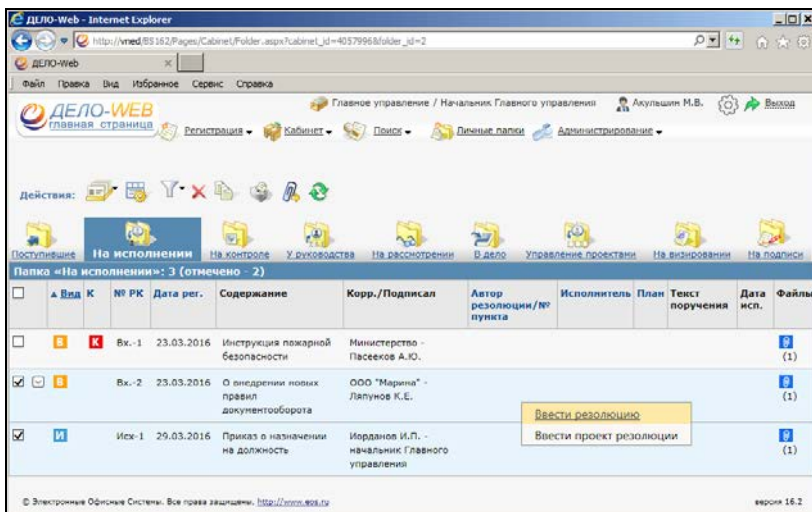 ДЕЛО-Web - Internet Explorer
http://vned/BS162/Pages/Cabinet/Folder.aspx?cabinet_id=4057996&folder_id=2
ДЕЛО-Web
Файл Правка Вид Избранное Сервис Справка
Главное управление / Начальник Главного управления Акульшин М.В. Выход
ДЕЛО-WEB
главная страница
Регистрация Кабинет Поиск Личные папки Администрирование
Действия:
Поступившие На исполнении На контроле У руководства На рассмотрении В дело Управление проектами На визировании На подписи
Папка «На исполнении»: 3 (отмечено - 2)
Вид К № РК Дата рег. Содержание Корр./Подписал Автор резолюции/№ пункта Исполнитель План Текст поручения Дата исп. Файлы
В К Вх.-1 23.03.2016 Инструкция пожарной Министерство -
безопасности Пасееков А.Ю. (1)
В Вх.-2 23.03.2016 О внедрении новых ООО "Марина" -
правил Ляпунов К.Е. (1)
документооборота
Ввести резолюцию
Ввести проект резолюции
И Исх-1 29.03.2016 Приказ о назначении Иорданов И.П. -
на должность начальник Главного (1)
управления
© Электронные Офисные Системы. Все права защищены. http://www.eos.ru версия 16.2